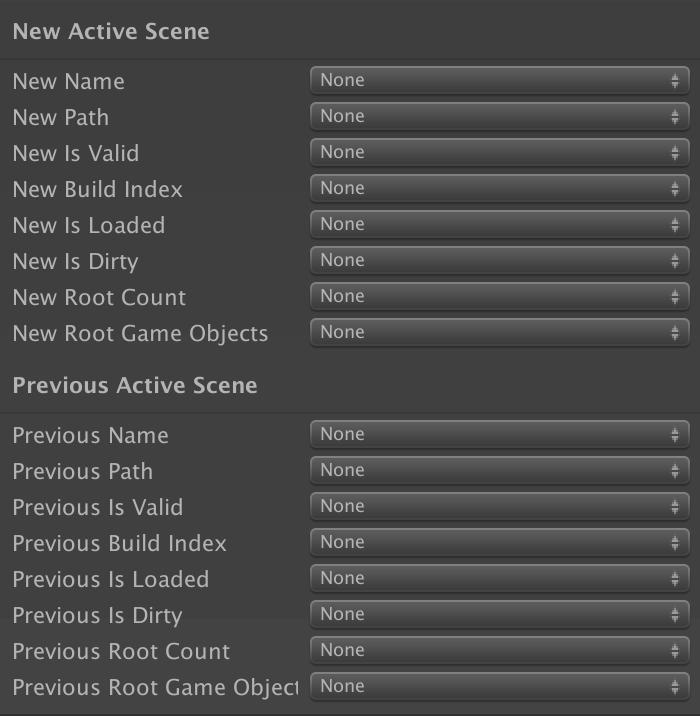 New Active Scene
New Name None
New Path None
New Is Valid None
New Build Index None
New Is Loaded None
New Is Dirty None
New Root Count None
New Root Game Objects None
Previous Active Scene
Previous Name None
Previous Path None
Previous Is Valid None
Previous Build Index None
Previous Is Loaded None
Previous Is Dirty None
Previous Root Count None
Previous Root Game Object None